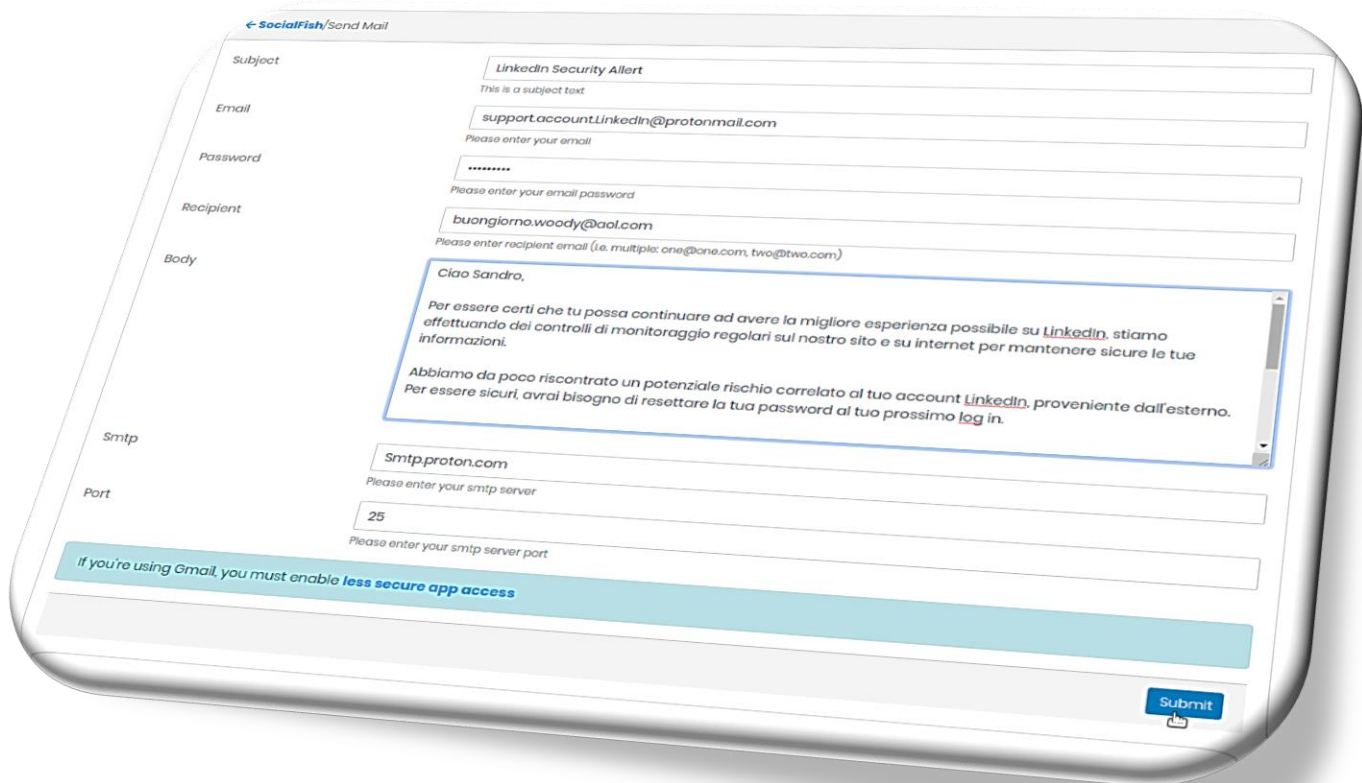 ← SocialFish/Send Mail
Subject
LinkedIn Security Allert
This is a subject text
Email
support.account.LinkedIn@protonmail.com
Please enter your email
Password
•••••••••
Please enter your email password
Recipient
buongiorno.woody@aol.com
Please enter recipient email (i.e. multiple: one@one.com, two@two.com)
Body
Ciao Sandro,
Per essere certi che tu possa continuare ad avere la migliore esperienza possibile su LinkedIn, stiamo
effettuando dei controlli di monitoraggio regolari sul nostro sito e su internet per mantenere sicure le tue
informazioni.
Abbiamo da poco riscontrato un potenziale rischio correlato al tuo account LinkedIn, proveniente dall'esterno.
Per essere sicuri, avrai bisogno di resettare la tua password al tuo prossimo log in.
Smtp
Smtp.proton.com
Please enter your smtp server
Port
25
Please enter your smtp server port
If you're using Gmail, you must enable less secure app access
Submit